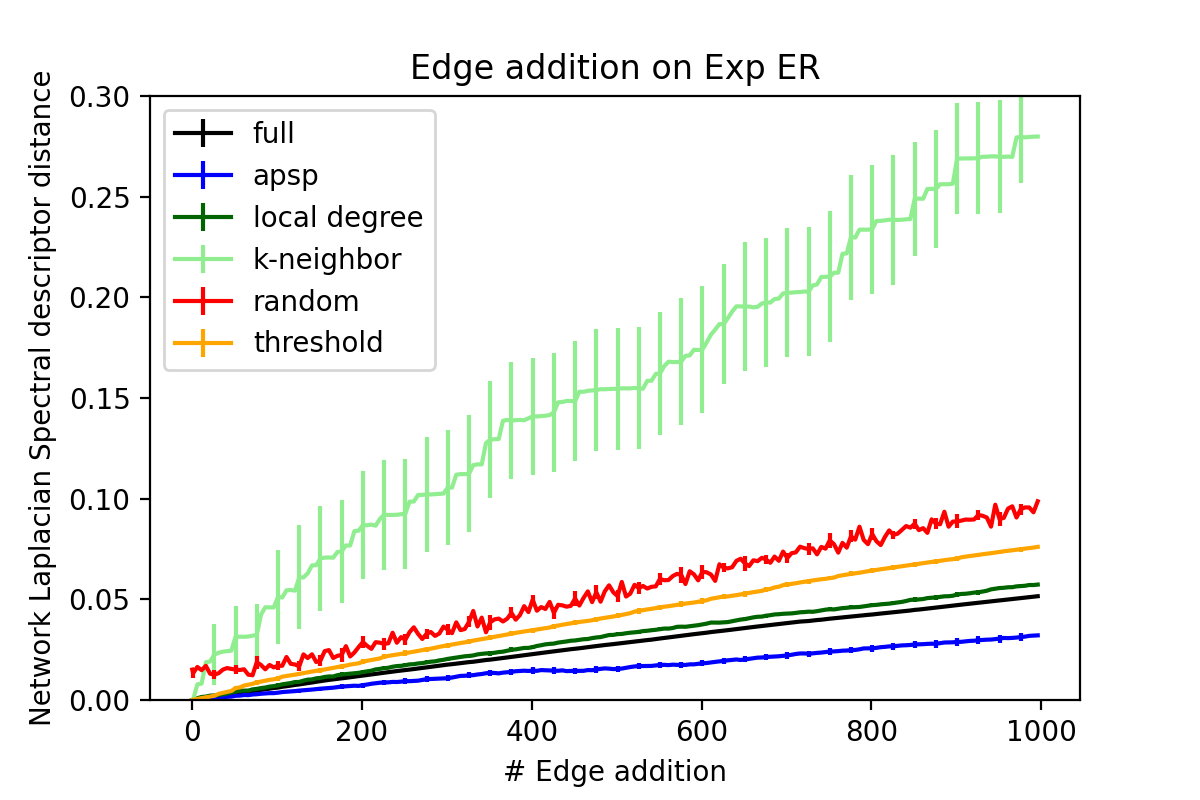 Edge addition on Exp ER
Network Laplacian Spectral descriptor distance
0.30
0.25
0.20
0.15
0.10
0.05
0.00
full
apsp
local degree
k-neighbor
random
threshold
0 200 400 600 800 1000
# Edge addition